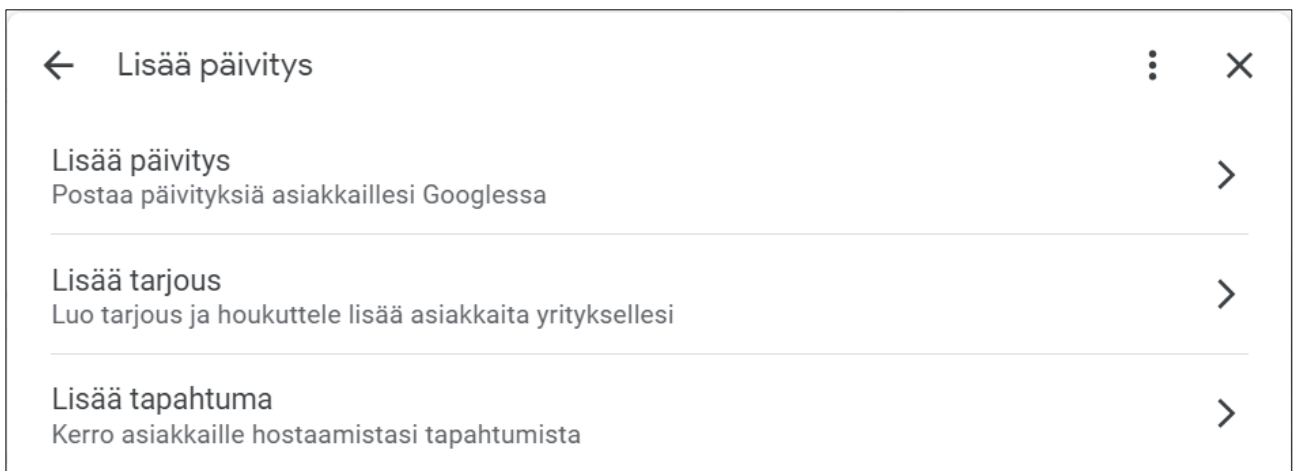 Lisää päivitys
Lisää päivitys
Postaa päivityksiä asiakkaillesi Googlessa
Lisää tarjous
Luo tarjous ja houkuttele lisää asiakkaita yrityksellesi
Lisää tapahtuma
Kerro asiakkaille hostaamistasi tapahtumista